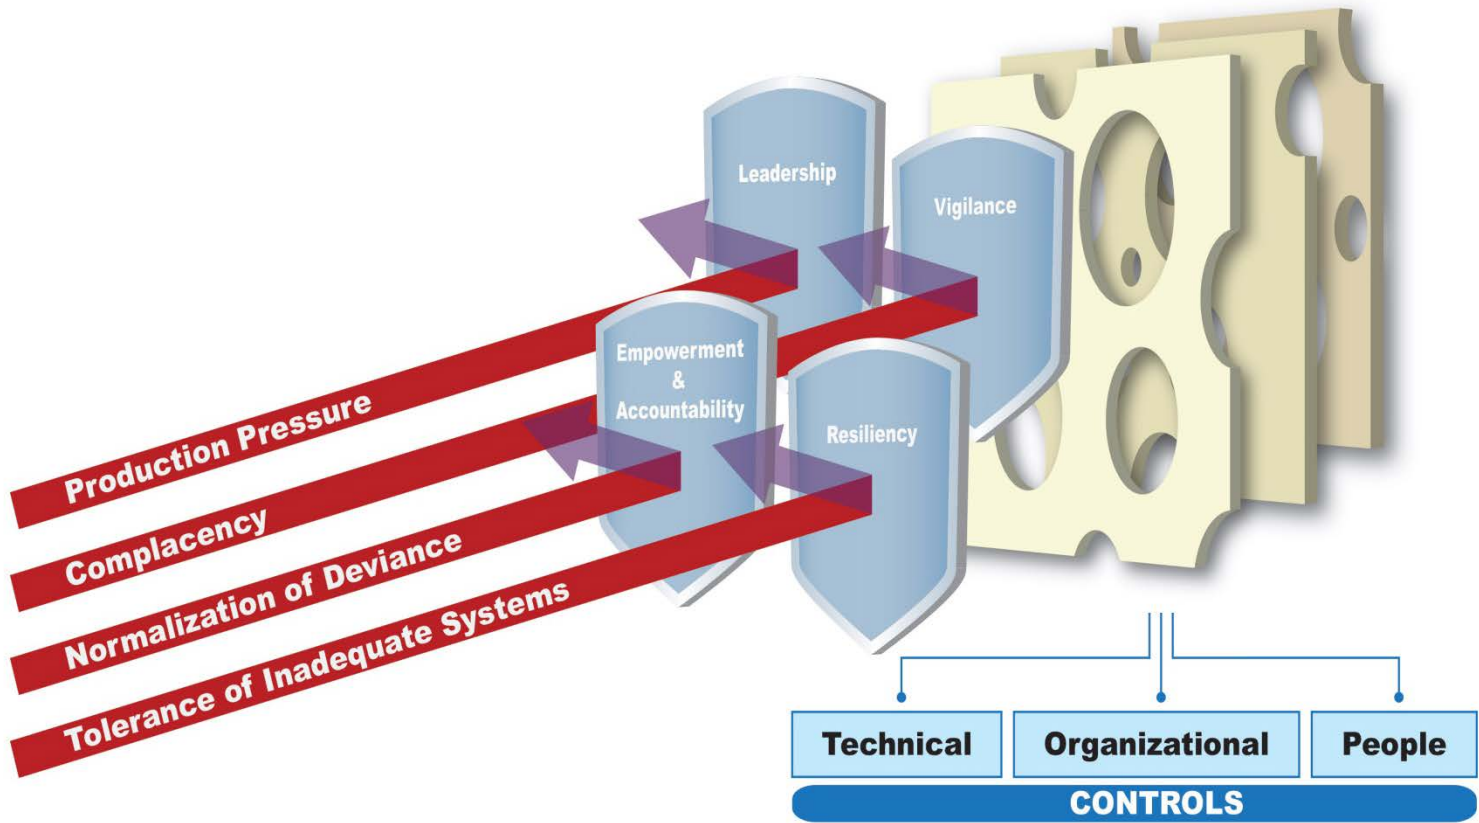 Leadership
Vigilance
Empowerment
&
Accountability
Resiliency
Production Pressure
Complacency
Normalization of Deviance
Tolerance of Inadequate Systems
Technical
Organizational
People
CONTROLS